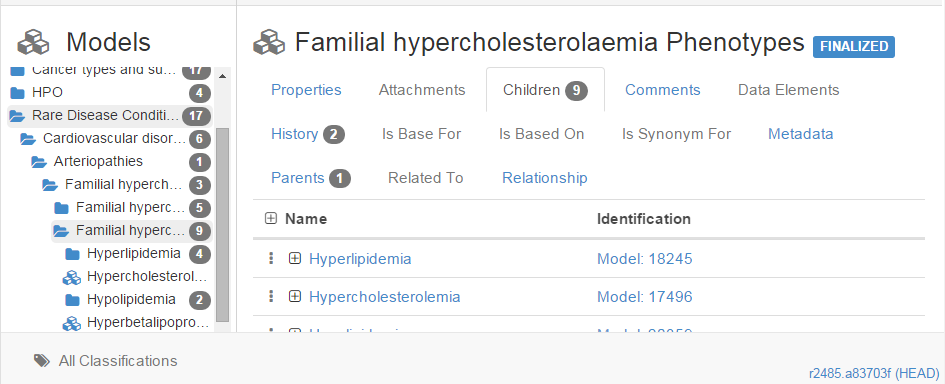 Models
Cancer types and su... 17
HPO 4
Rare Disease Conditi... 17
Cardiovascular disor... 6
Arteriopathies 1
Familial hyperch... 3
Familial hyperc... 5
Familial hyperc... 9
Hyperlipidemia 4
Hypercholesterol...
Hypolipidemia 2
Hyperbetalipopro...
Familial hypercholesterolaemia Phenotypes FINALIZED
Properties Attachments Children 9 Comments Data Elements
History 2 Is Base For Is Based On Is Synonym For Metadata
Parents 1 Related To Relationship
Name Identification
Hyperlipidemia Model: 18245
Hypercholesterolemia Model: 17496
All Classifications
r2485.a83703f (HEAD)